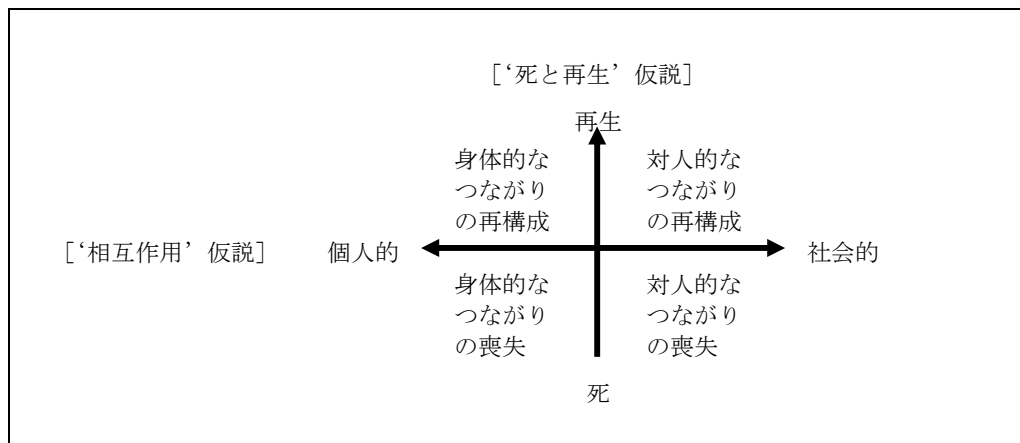 [‘死と再生’仮説]
再生
身体的な
つながり
の再構成
対人的な
つながり
の再構成
[‘相互作用’仮説]
個人的
社会的
身体的な
つながり
の喪失
対人的な
つながり
の喪失
死